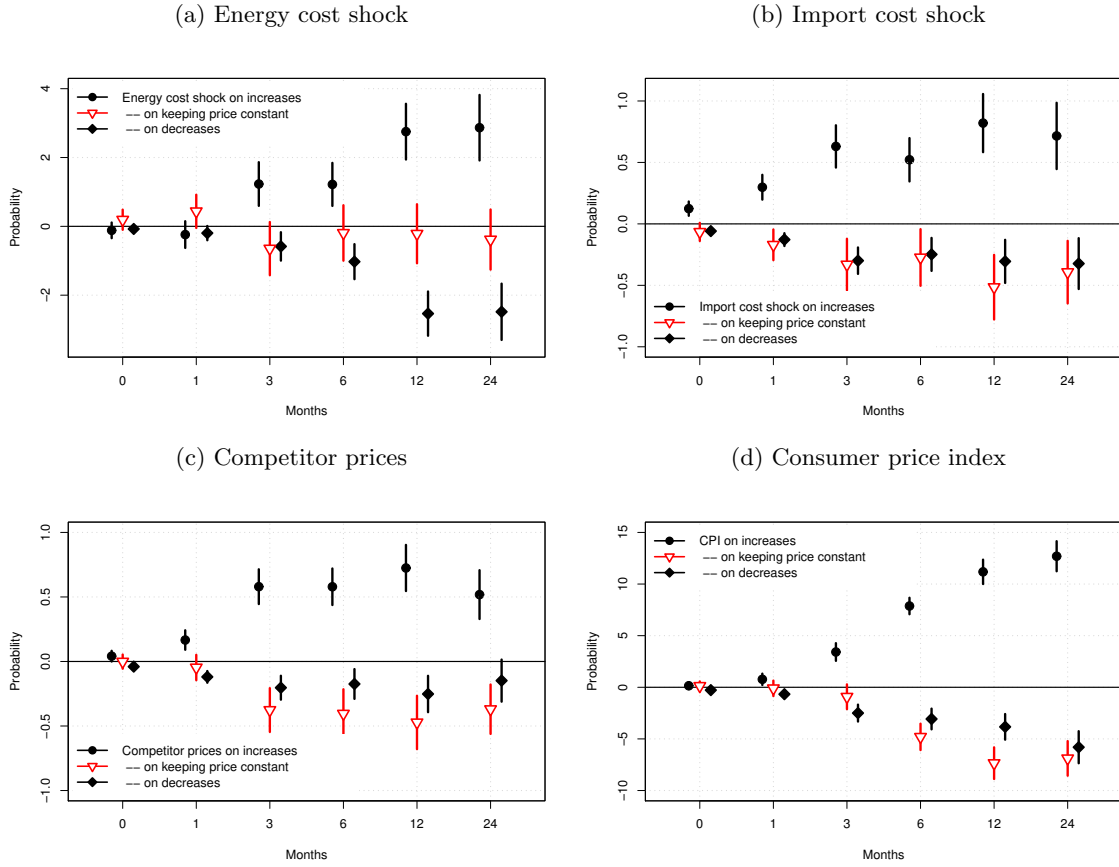 (a) Energy cost shock
Energy cost shock on increases
−− on keeping price constant
−− on decreases
Probability
4
2
0
−2
0 1 3 6 12 24
Months
(b) Import cost shock
Import cost shock on increases
−− on keeping price constant
−− on decreases
Probability
1.0
0.5
0.0
−0.5
−1.0
0 1 3 6 12 24
Months
(c) Competitor prices
Competitor prices on increases
−− on keeping price constant
−− on decreases
Probability
1.0
0.5
0.0
−0.5
−1.0
0 1 3 6 12 24
Months
(d) Consumer price index
CPI on increases
−− on keeping price constant
−− on decreases
Probability
15
10
5
0
−5
−10
0 1 3 6 12 24
Months